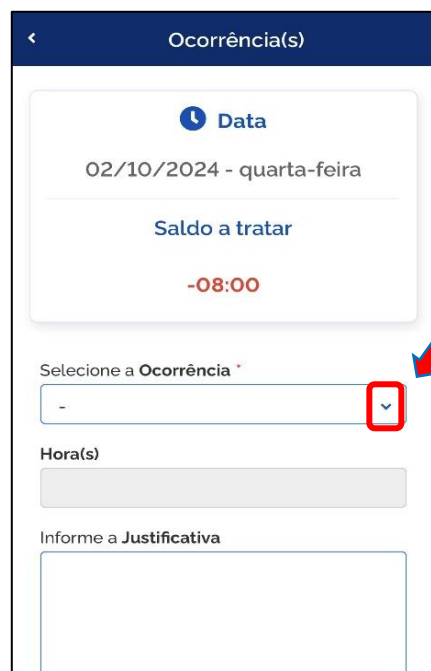 Ocorrência(s)
Data
02/10/2024 - quarta-feira
Saldo a tratar
-08:00
Selecione a Ocorrência *
-
Hora(s)
Informe a Justificativa